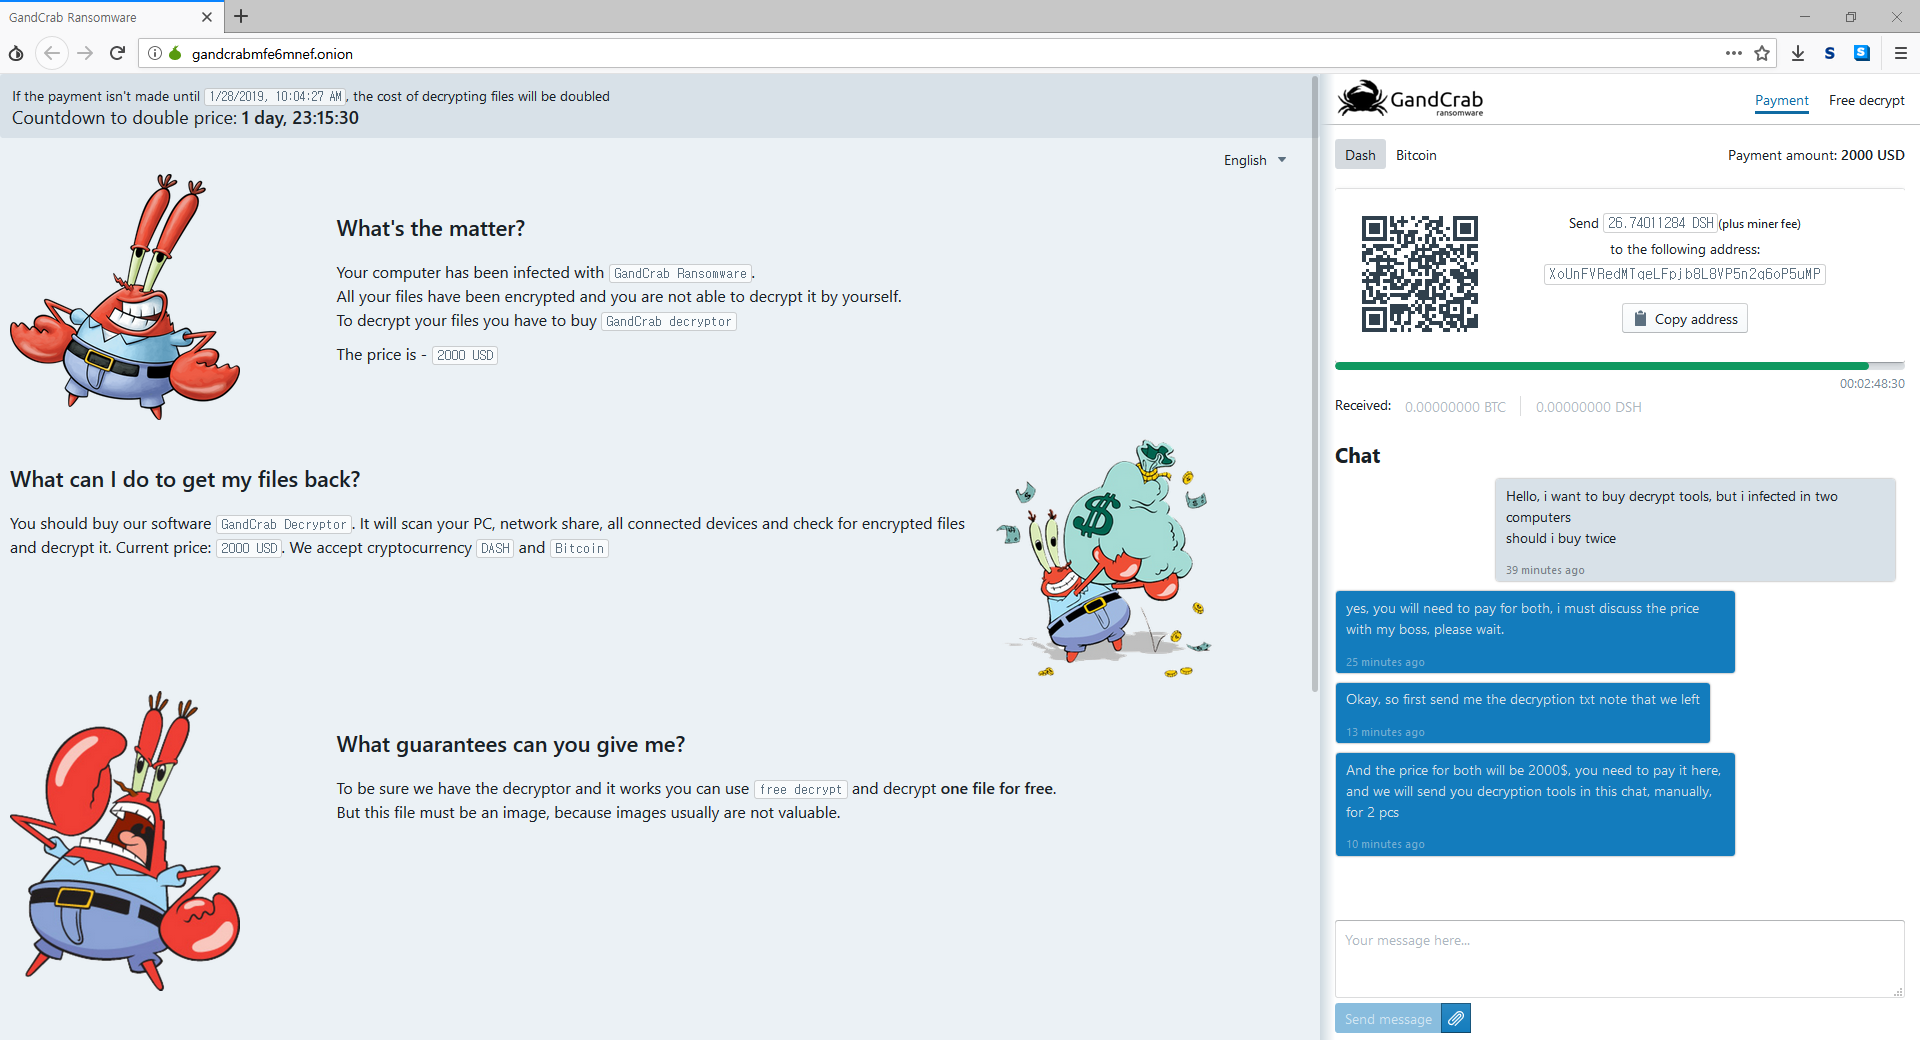 GandCrab Ransomware
gandcrabmfe6mnef.onion
If the payment isn't made until 1/28/2019, 10:04:27 AM, the cost of decrypting files will be doubled
Countdown to double price: 1 day, 23:15:30
English
What's the matter?
Your computer has been infected with GandCrab Ransomware.
All your files have been encrypted and you are not able to decrypt it by yourself.
To decrypt your files you have to buy GandCrab decryptor
The price is - 2000 USD
What can I do to get my files back?
You should buy our software GandCrab Decryptor. It will scan your PC, network share, all connected devices and check for encrypted files
and decrypt it. Current price: 2000 USD. We accept cryptocurrency DASH and Bitcoin
$
What guarantees can you give me?
To be sure we have the decryptor and it works you can use free decrypt and decrypt one file for free.
But this file must be an image, because images usually are not valuable.
GandCrab
ransomware
Payment
Free decrypt
Dash
Bitcoin
Payment amount: 2000 USD
Send 26.74011284 DSH (plus miner fee)
to the following address:
XoUnFVRedMTqeLFpjb8L8VP5n2q6oP5uMP
Copy address
00:02:48:30
Received: 0.00000000 BTC 0.00000000 DSH
Chat
Hello, i want to buy decrypt tools, but i infected in two
computers
should i buy twice
39 minutes ago
yes, you will need to pay for both, i must discuss the price
with my boss, please wait.
25 minutes ago
Okay, so first send me the decryption txt note that we left
13 minutes ago
And the price for both will be 2000$, you need to pay it here,
and we will send you decryption tools in this chat, manually,
for 2 pcs
10 minutes ago
Your message here...
Send message